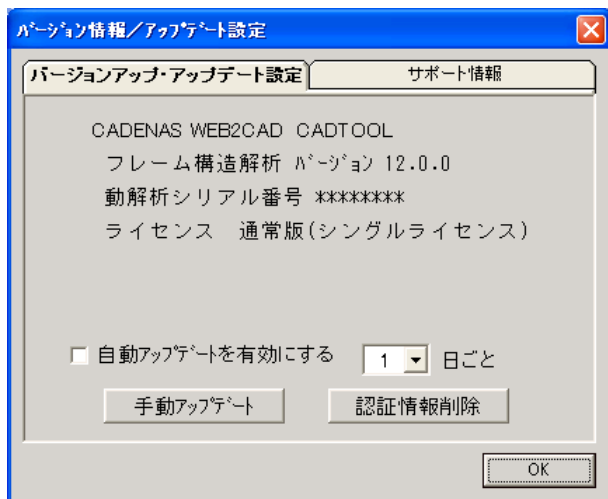 ﾊﾞｰｼﾞｮﾝ情報／ｱｯﾌﾟﾃﾞｰﾄ設定
バージョンアップ・アップデート設定
サポート情報
CADENAS WEB2CAD CADTOOL
フレーム構造解析 ﾊﾞｰｼﾞｮﾝ 12.0.0
動解析シリアル番号 ********
ライセンス　通常版(シングルライセンス)
自動ｱｯﾌﾟﾃﾞｰﾄを有効にする 1 日ごと
手動ｱｯﾌﾟﾃﾞｰﾄ 認証情報削除
OK